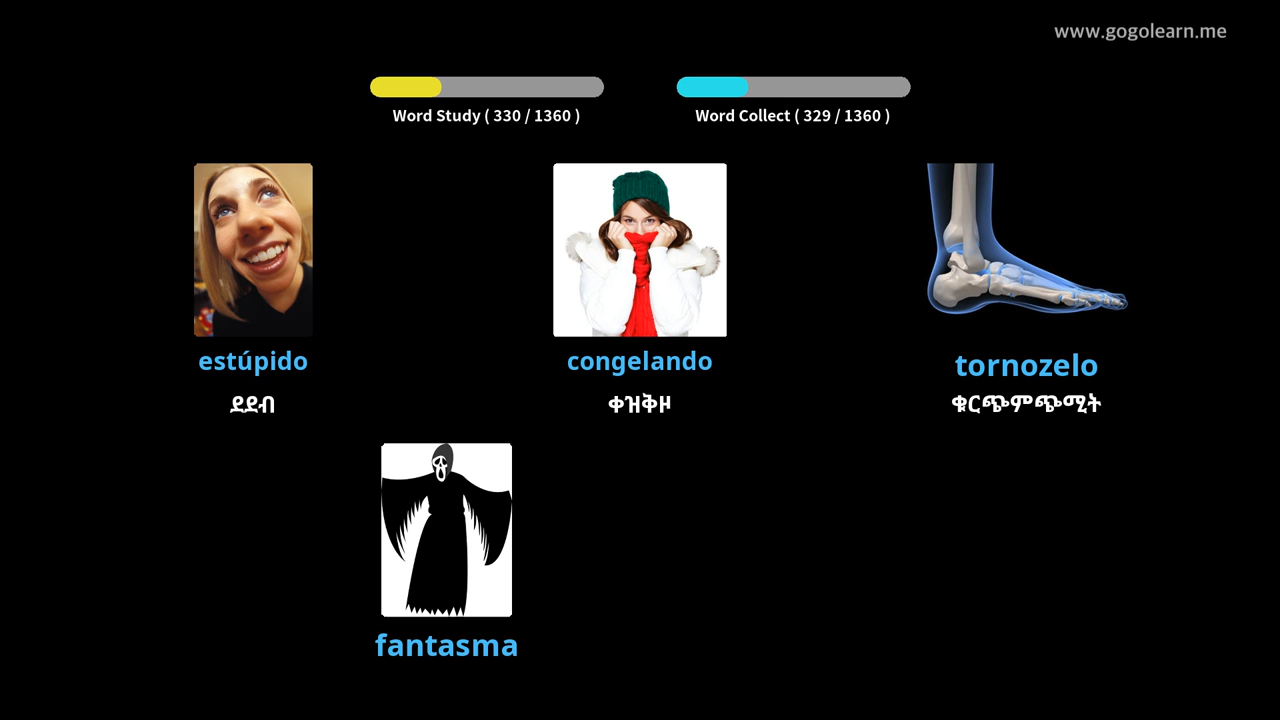 www.gogolearn.me
Word Study ( 330 / 1360 )
Word Collect ( 329 / 1360 )
estúpido
congelando
tornozelo
ደደብ
ቀዝቅዞ
ቁርጭምጭሚት
fantasma